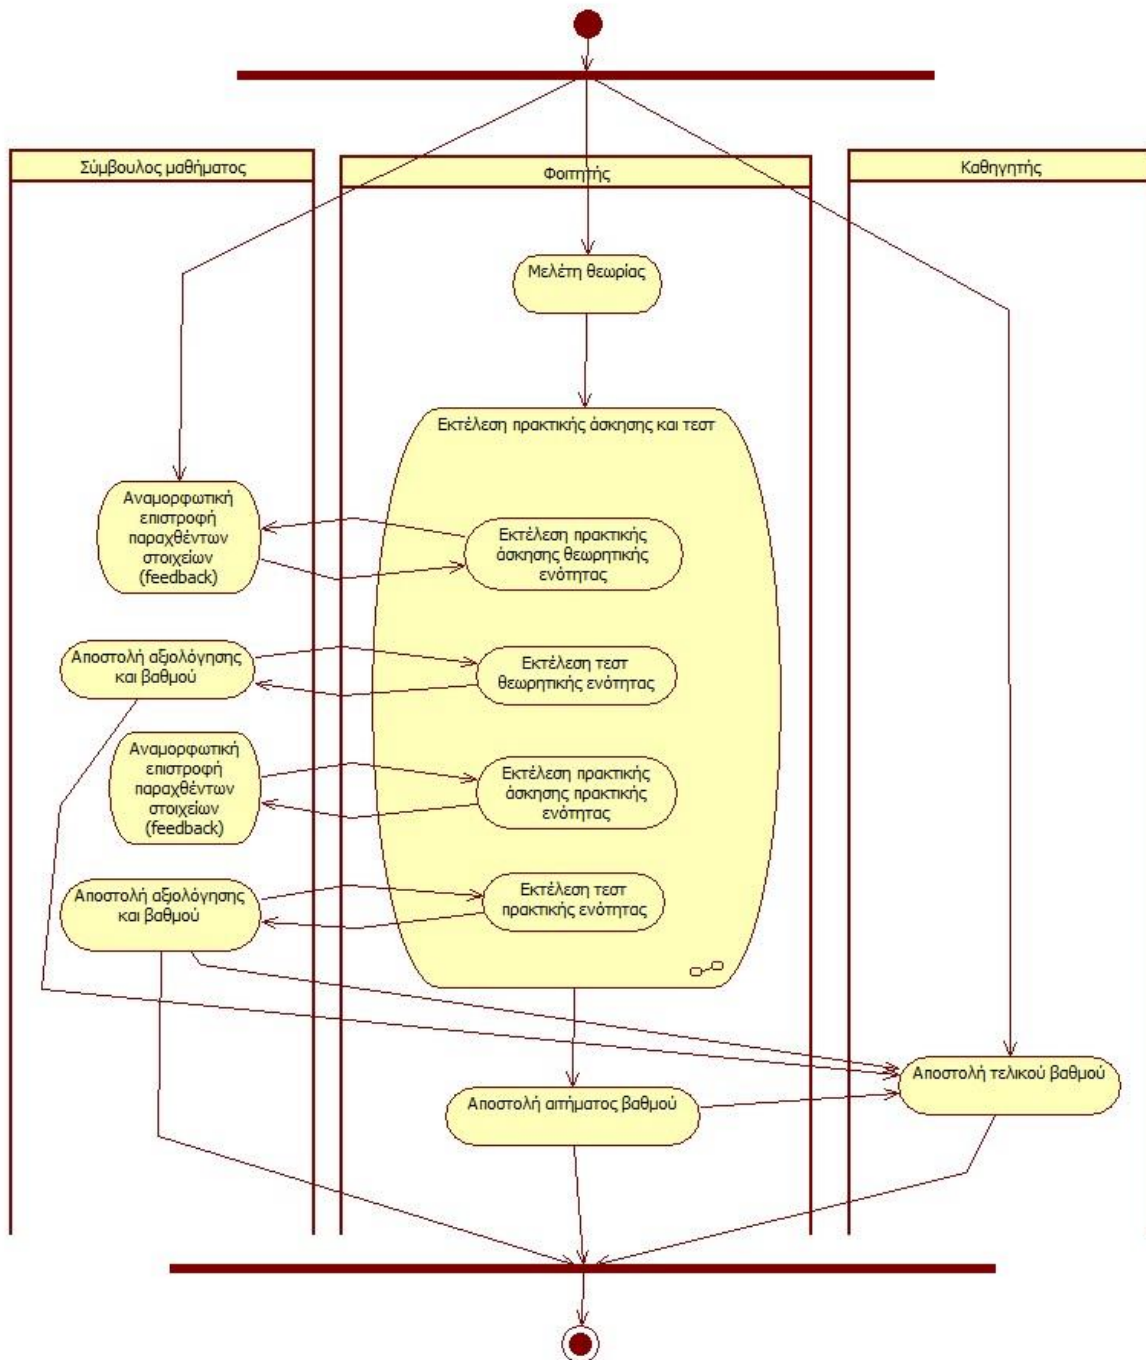 Σύμβουλος μαθήματος
Φοιτητής
Καθηγητής
Μελέτη θεωρίας
Εκτέλεση πρακτικής άσκησης και τεστ
Αναμορφωτική
επιστροφή
παραχθέντων
στοιχείων
(feedback)
Εκτέλεση πρακτικής
άσκησης θεωρητικής
ενότητας
Αποστολή αξιολόγησης
και βαθμού
Εκτέλεση τεστ
θεωρητικής ενότητας
Αναμορφωτική
επιστροφή
παραχθέντων
στοιχείων
(feedback)
Εκτέλεση πρακτικής
άσκησης πρακτικής
ενότητας
Αποστολή αξιολόγησης
και βαθμού
Εκτέλεση τεστ
πρακτικής ενότητας
Αποστολή τελικού βαθμού
Αποστολή αιτήματος βαθμού